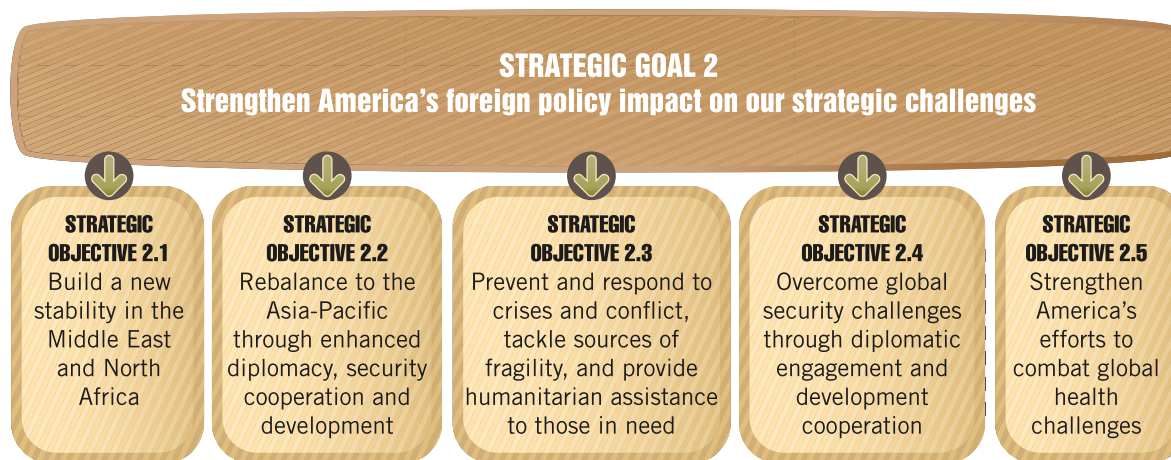 STRATEGIC GOAL 2
Strengthen America's foreign policy impact on our strategic challenges
STRATEGIC
OBJECTIVE 2.1
Build a new
stability in the
Middle East
and North
Africa
STRATEGIC
OBJECTIVE 2.2
Rebalance to the
Asia-Pacific
through enhanced
diplomacy, security
cooperation and
development
STRATEGIC
OBJECTIVE 2.3
Prevent and respond to
crises and conflict,
tackle sources of
fragility, and provide
humanitarian assistance
to those in need
STRATEGIC
OBJECTIVE 2.4
Overcome global
security challenges
through diplomatic
engagement and
development
cooperation
STRATEGIC
OBJECTIVE 2.5
Strengthen
America's
efforts to
combat global
health
challenges